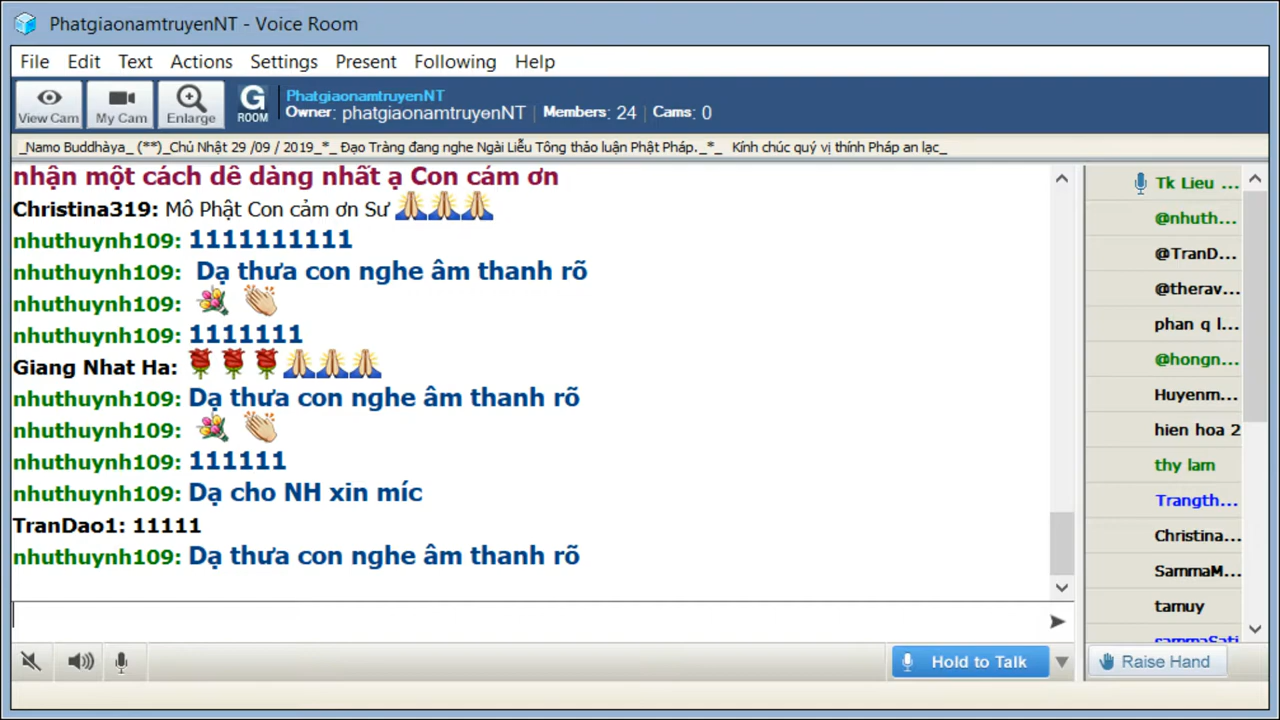 PhatgiaonamtruyenNT - Voice Room
File Edit Text Actions Settings Present Following Help
View Cam My Cam Enlarge G ROOM PhatgiaonamtruyenNT
Owner: phatgiaonamtruyenNT | Members: 24 | Cams: 0
_Namo Buddhàya_ (**)_Chủ Nhật 29 /09 / 2019_*_ Đạo Tràng đang nghe Ngài Liễu Tông thảo luận Phật Pháp._*_ Kính chúc quý vị thính Pháp an lạc_
nhận một cách dê dàng nhất ạ Con cám ơn
Christina319: Mô Phật Con cảm ơn Sư 🙏🙏🙏
nhuthuynh109: 1111111111
nhuthuynh109: Dạ thưa con nghe âm thanh rõ
nhuthuynh109: 💐 👏
nhuthuynh109: 1111111
Giang Nhat Ha: 🌹🌹🌹🙏🙏🙏
nhuthuynh109: Dạ thưa con nghe âm thanh rõ
nhuthuynh109: 💐 👏
nhuthuynh109: 111111
nhuthuynh109: Dạ cho NH xin míc
TranDao1: 11111
nhuthuynh109: Dạ thưa con nghe âm thanh rõ
Tk Lieu ...
@nhuth...
@TranD...
@therav...
phan q l...
@hongn...
Huyenm...
hien hoa 2
thy lam
Trangth...
Christina...
SammaM...
tamuy
sammaSati
Hold to Talk
Raise Hand